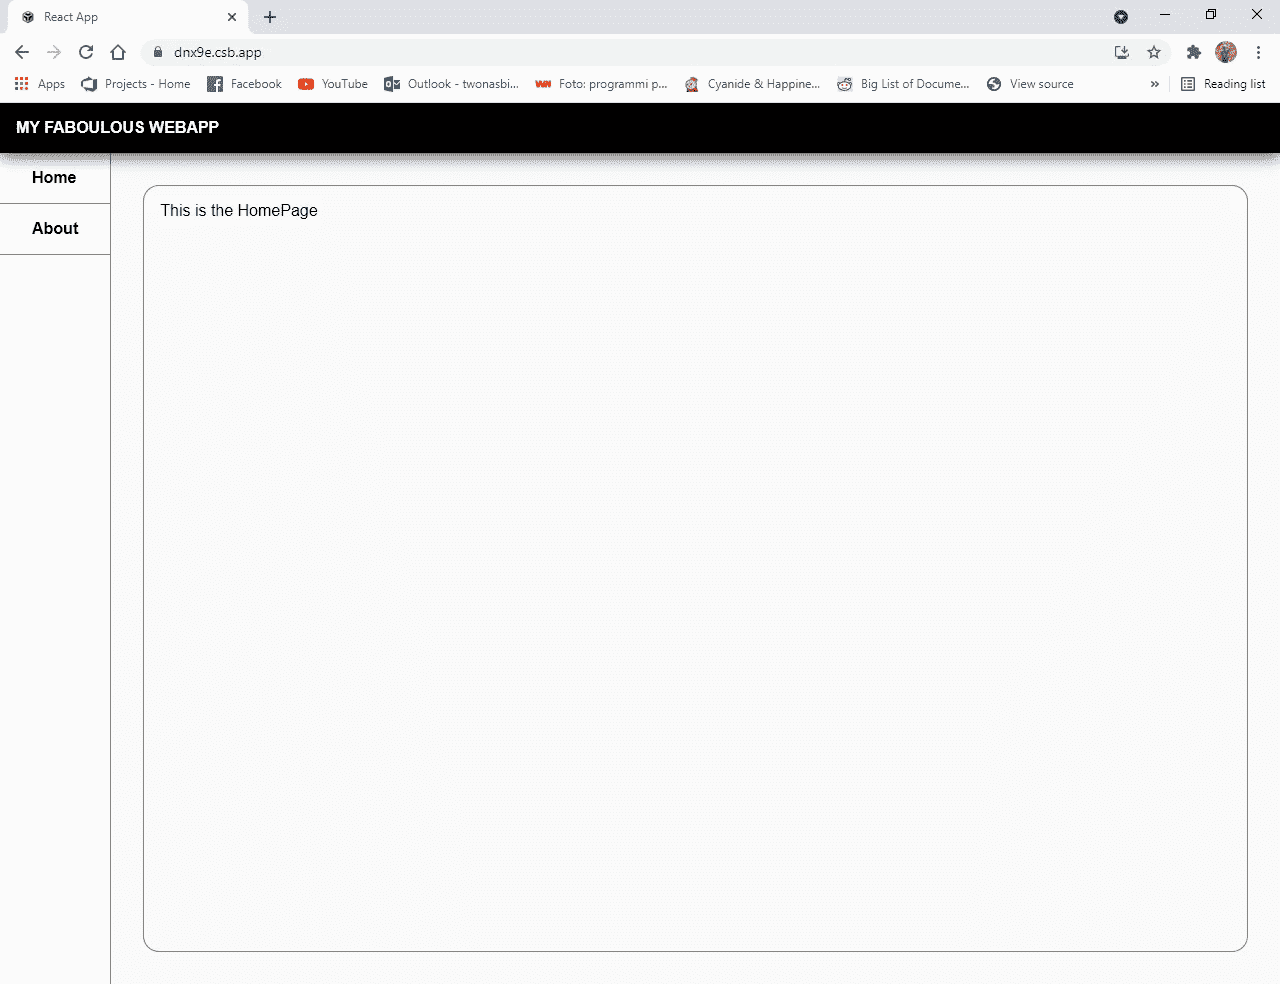 React App
dnx9e.csb.app
Apps Projects - Home Facebook YouTube Outlook - twonasbi... Foto: programmi p... Cyanide & Happine... Big List of Docume... View source » Reading list
MY FABOULOUS WEBAPP
Home
About
This is the HomePage